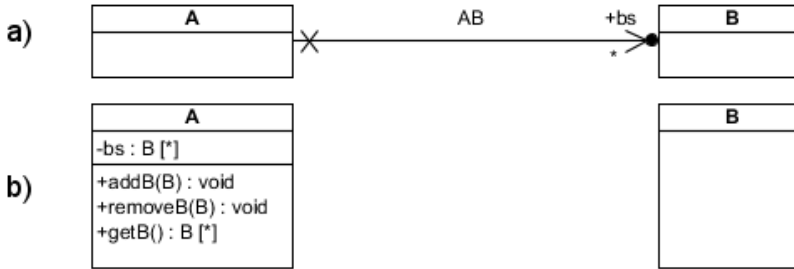 a)
A
AB
+bs
*
B
b)
A
-bs : B [*]
+addB(B) : void
+removeB(B) : void
+getB() : B [*]
B